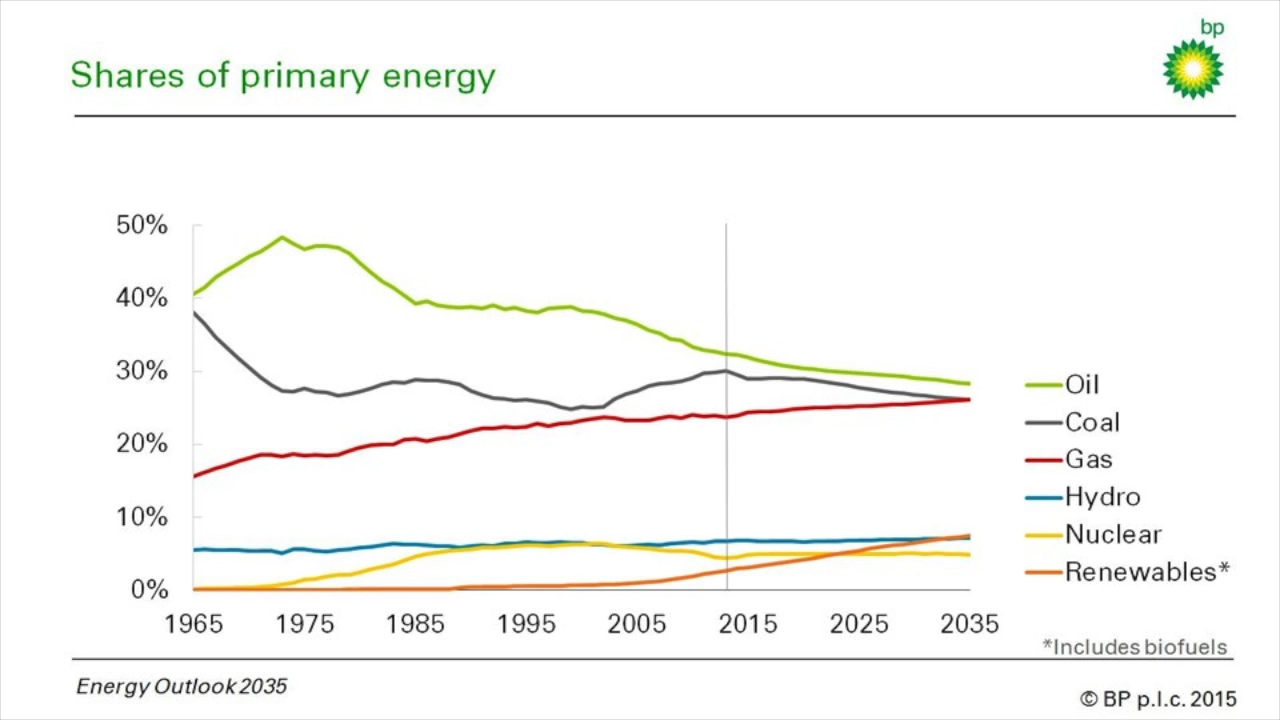 bp
Shares of primary energy
50%
40%
30%
20%
10%
0%
1965 1975 1985 1995 2005 2015 2025 2035
Oil
Coal
Gas
Hydro
Nuclear
Renewables*
*Includes biofuels
Energy Outlook 2035
© BP p.l.c. 2015